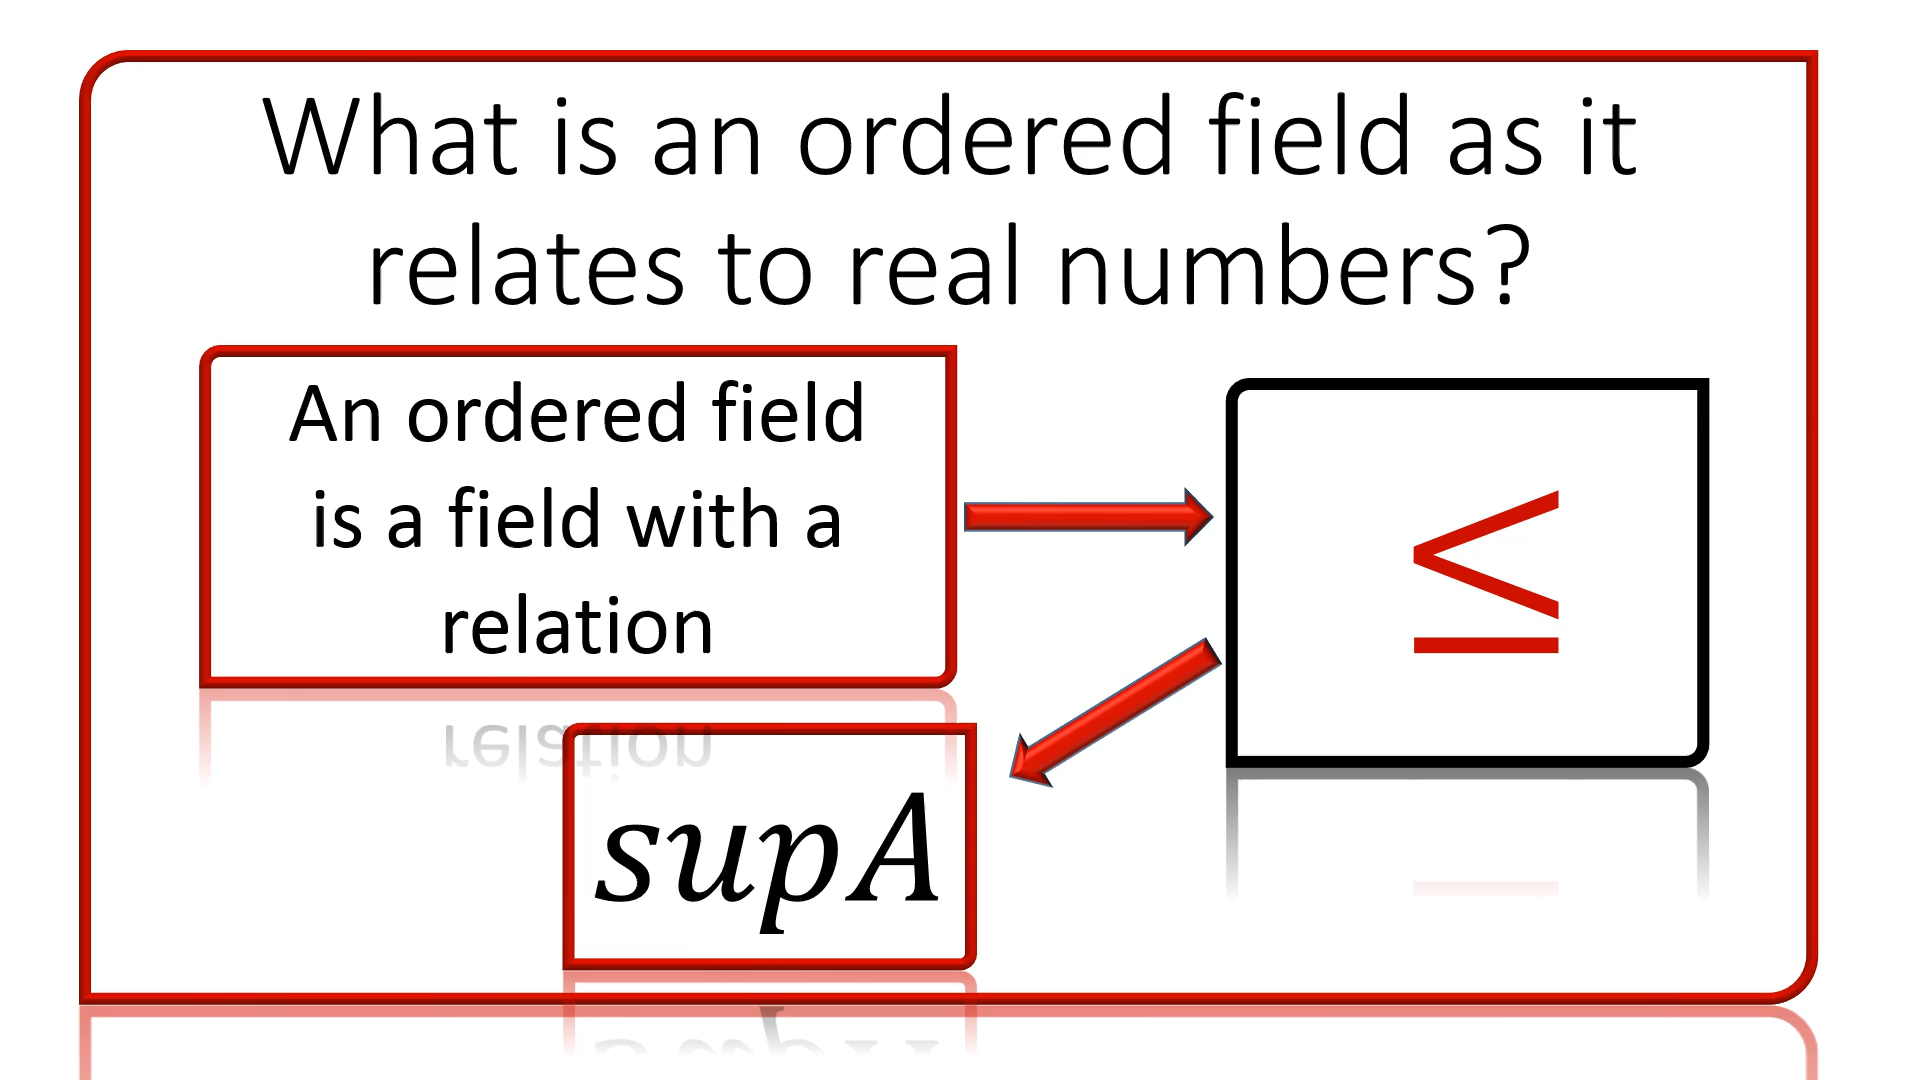 What is an ordered field as it
relates to real numbers?
An ordered field
is a field with a
relation
≤
supA